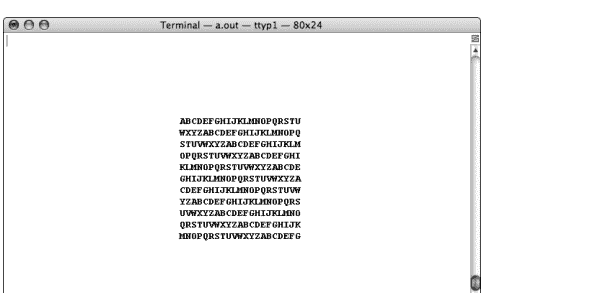 Terminal — a.out — ttyp1 — 80x24
ABCDEFGHIJKLMNOPQRSTU
WXYZABCDEFGHIJKLMNOPQ
STUVWXYZABCDEFGHIJKLM
OPQRSTUVWXYZABCDEFGHI
KLMNOPQRSTUVWXYZABCDE
GHIJKLMNOPQRSTUVWXYZA
CDEFGHIJKLMNOPQRSTUVW
YZABCDEFGHIJKLMNOPQRS
UVWXYZABCDEFGHIJKLMNO
QRSTUVWXYZABCDEFGHIJK
MNOPQRSTUVWXYZABCDEFG